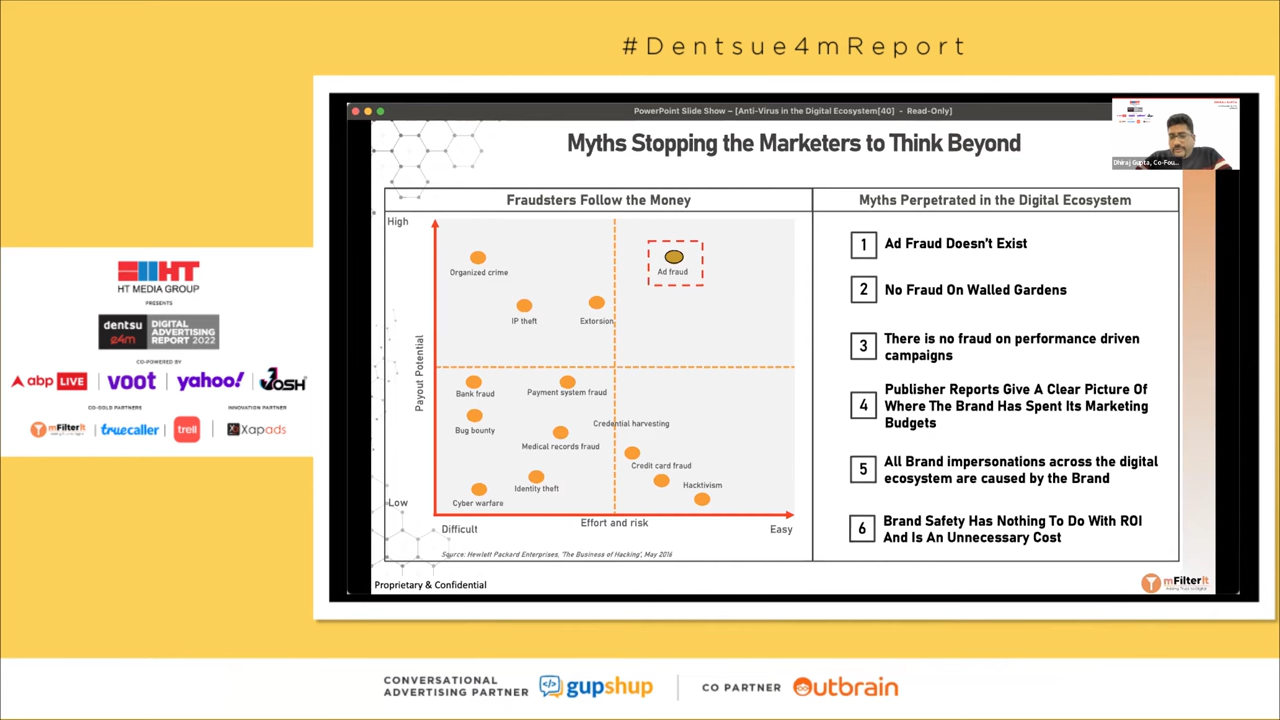 #Dentsue4mReport
PowerPoint Slide Show – [Anti-Virus in the Digital Ecosystem[40] - Read-Only]
Dhiraj Gupta, Co-Fou...
Myths Stopping the Marketers to Think Beyond
Fraudsters Follow the Money
High
Organized crime
Ad fraud
IP theft
Extorsion
Payout Potential
Bank fraud
Payment system fraud
Bug bounty
Credential harvesting
Medical records fraud
Credit card fraud
Identity theft
Hacktivism
Low
Cyber warfare
Difficult
Effort and risk
Easy
Source: Hewlett Packard Enterprises, 'The Business of Hacking', May 2016
Myths Perpetrated in the Digital Ecosystem
1 Ad Fraud Doesn't Exist
2 No Fraud On Walled Gardens
3 There is no fraud on performance driven
campaigns
4 Publisher Reports Give A Clear Picture Of
Where The Brand Has Spent Its Marketing
Budgets
5 All Brand impersonations across the digital
ecosystem are caused by the Brand
6 Brand Safety Has Nothing To Do With ROI
And Is An Unnecessary Cost
Proprietary & Confidential
mFilterIt
HT
HT MEDIA GROUP
PRESENTS
dentsu
e4m
DIGITAL
ADVERTISING
REPORT 2022
CO-POWERED BY
abp LIVE
VOOT
yahoo!
JOSH
CO-GOLD PARTNERS
INNOVATION PARTNER
mFilterIt
truecaller
trell
Xapads
CONVERSATIONAL
ADVERTISING PARTNER
gupshup
CO PARTNER
Outbrain